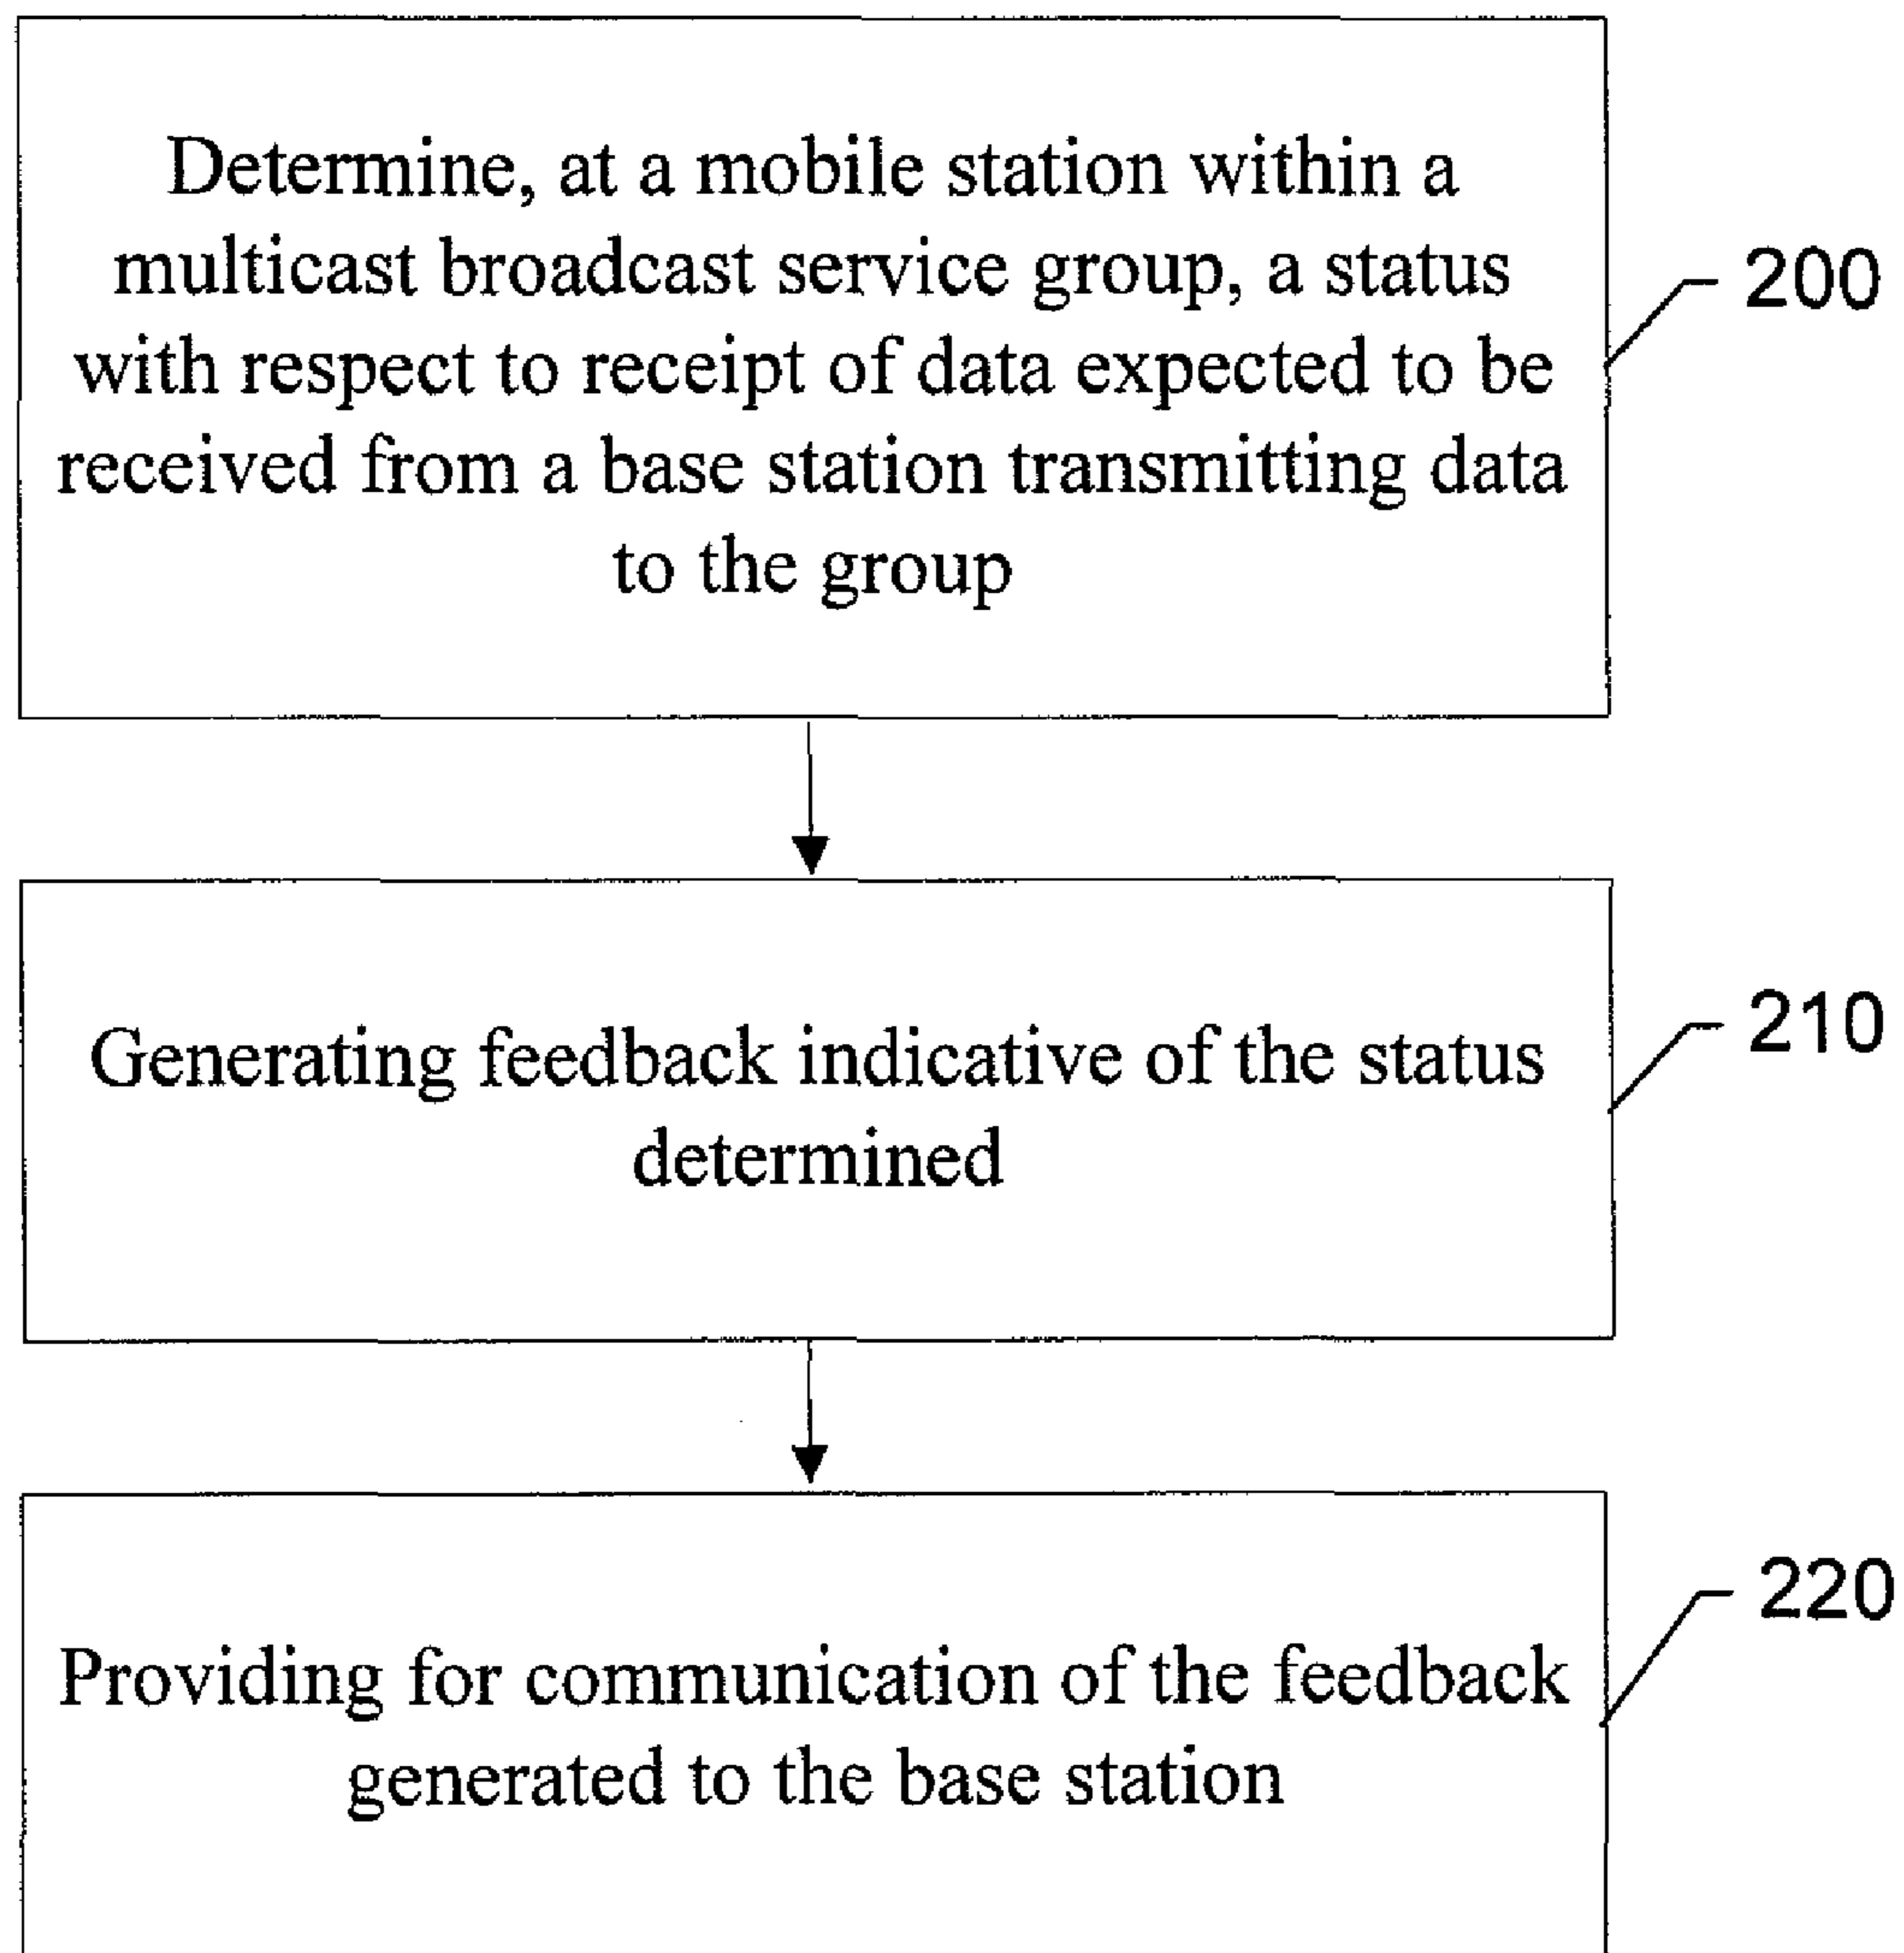 Determine, at a mobile station within a
multicast broadcast service group, a status
with respect to receipt of data expected to be
received from a base station transmitting data
to the group
200
Generating feedback indicative of the status
determined
210
Providing for communication of the feedback
generated to the base station
220